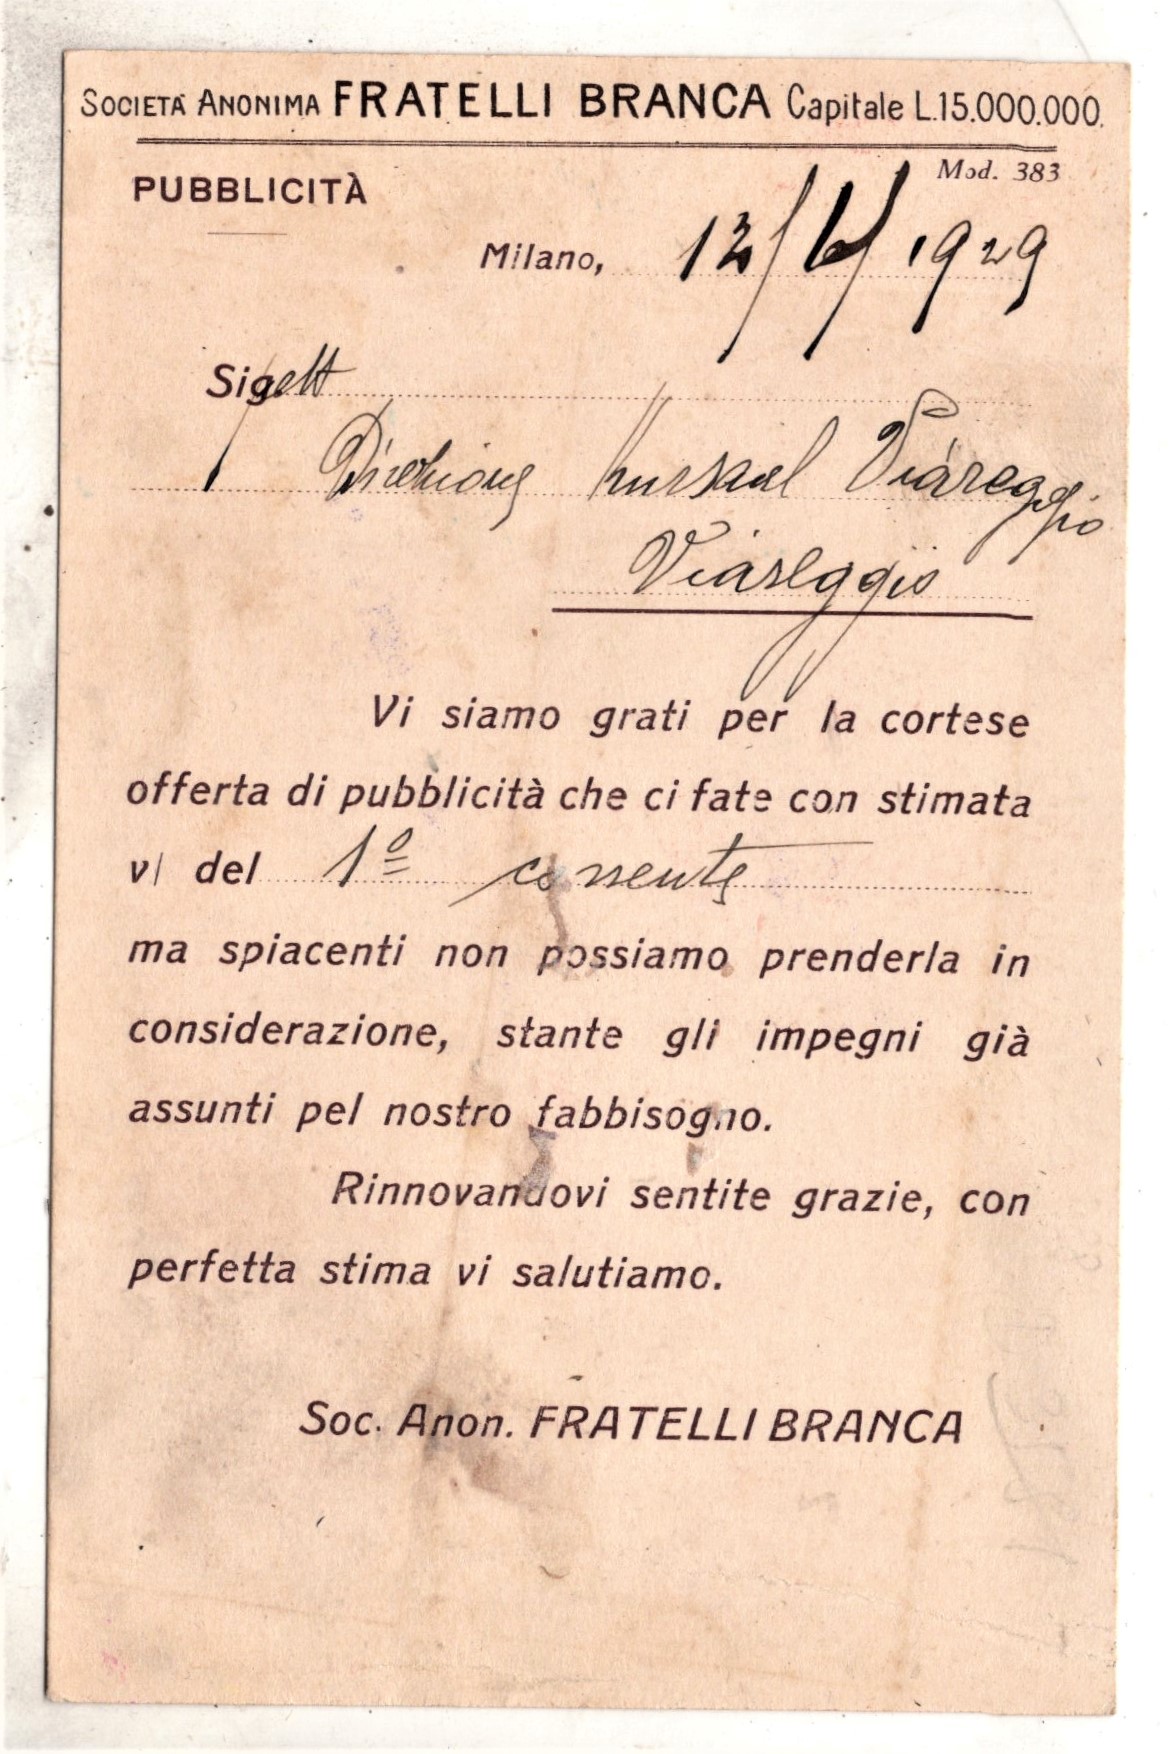 SOCIETÀ ANONIMA FRATELLI BRANCA Capitale L.15.000.000.
Mod. 383
PUBBLICITÀ
Milano, 12/6/1929
Spett
Direzione Kursaal Viareggio
Viareggio
Vi siamo grati per la cortese
offerta di pubblicità che ci fate con stimata
vi del 1º corrente
ma spiacenti non possiamo prenderla in
considerazione, stante gli impegni già
assunti pel nostro fabbisogno.
Rinnovandovi sentite grazie, con
perfetta stima vi salutiamo.
Soc. Anon. FRATELLI BRANCA